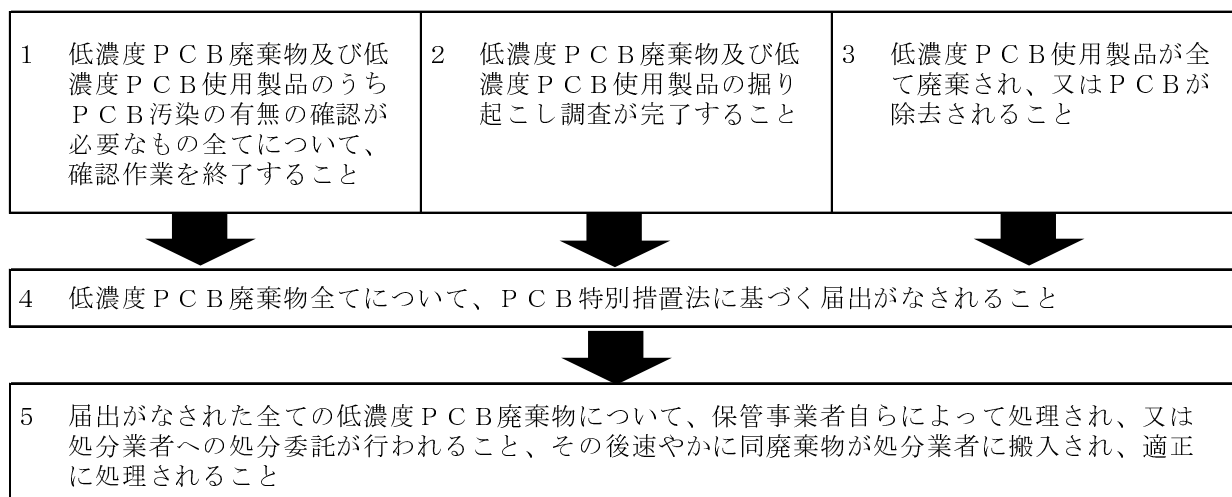 1　低濃度ＰＣＢ廃棄物及び低
濃度ＰＣＢ使用製品のうち
ＰＣＢ汚染の有無の確認が
必要なもの全てについて、
確認作業を終了すること
2　低濃度ＰＣＢ廃棄物及び低
濃度ＰＣＢ使用製品の掘り
起こし調査が完了すること
3　低濃度ＰＣＢ使用製品が全
て廃棄され、又はＰＣＢが
除去されること
4　低濃度ＰＣＢ廃棄物全てについて、ＰＣＢ特別措置法に基づく届出がなされること
5　届出がなされた全ての低濃度ＰＣＢ廃棄物について、保管事業者自らによって処理され、又は
処分業者への処分委託が行われること、その後速やかに同廃棄物が処分業者に搬入され、適正
に処理されること